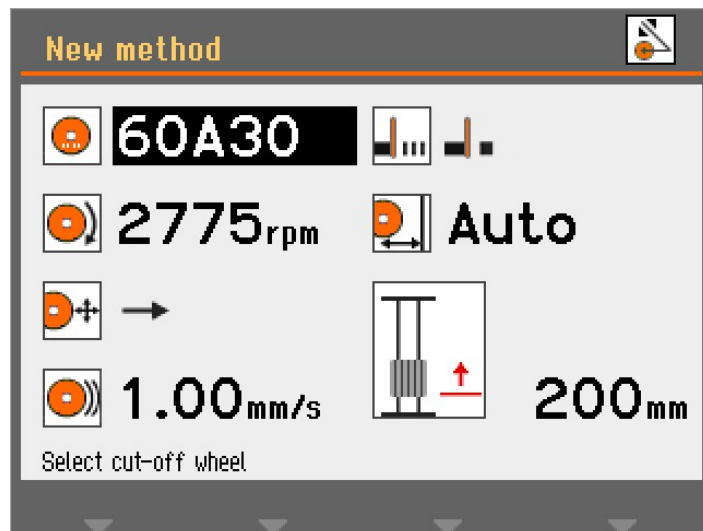 New method
60A30
2775rpm Auto
1.00mm/s 200mm
Select cut-off wheel